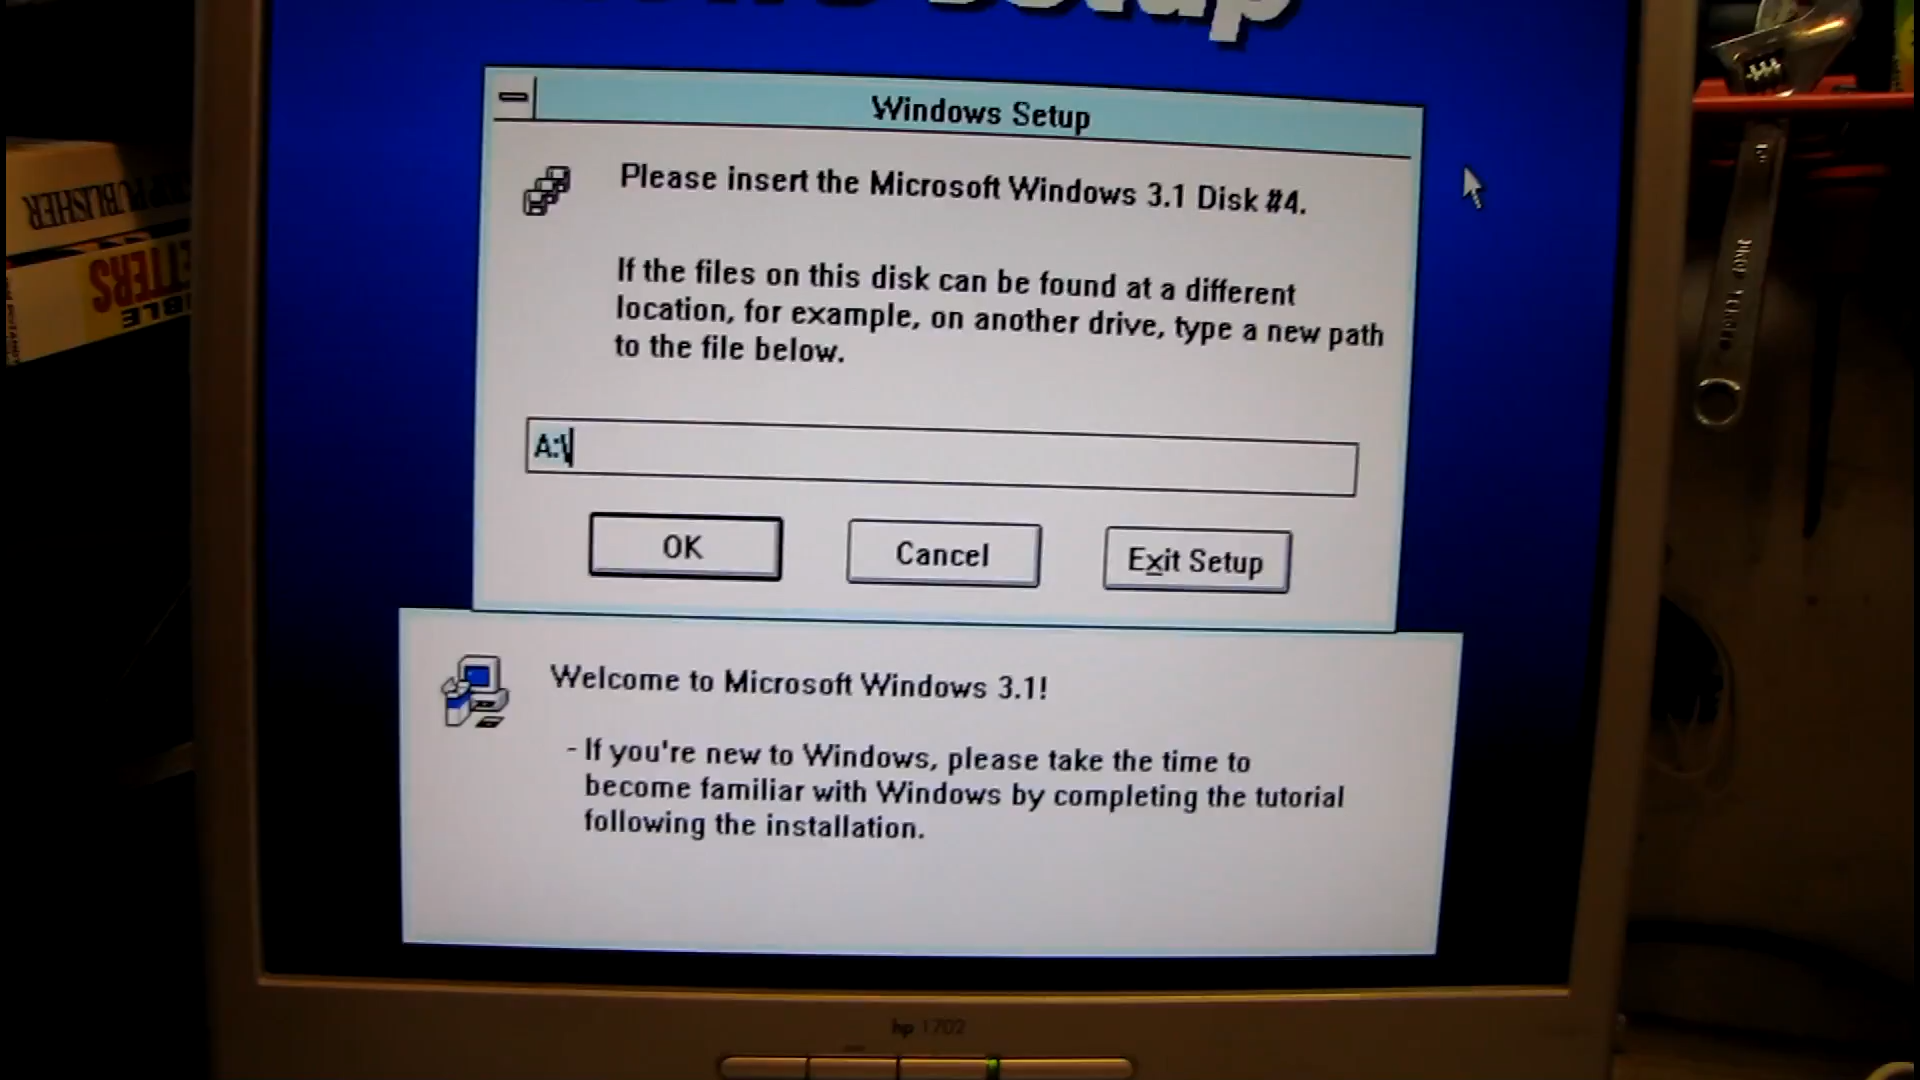 Setup
Windows Setup
Please insert the Microsoft Windows 3.1 Disk #4.
If the files on this disk can be found at a different
location, for example, on another drive, type a new path
to the file below.
A:\
OK
Cancel
Exit Setup
Welcome to Microsoft Windows 3.1!
- If you're new to Windows, please take the time to
become familiar with Windows by completing the tutorial
following the installation.
hp 1702
PUBLISHER